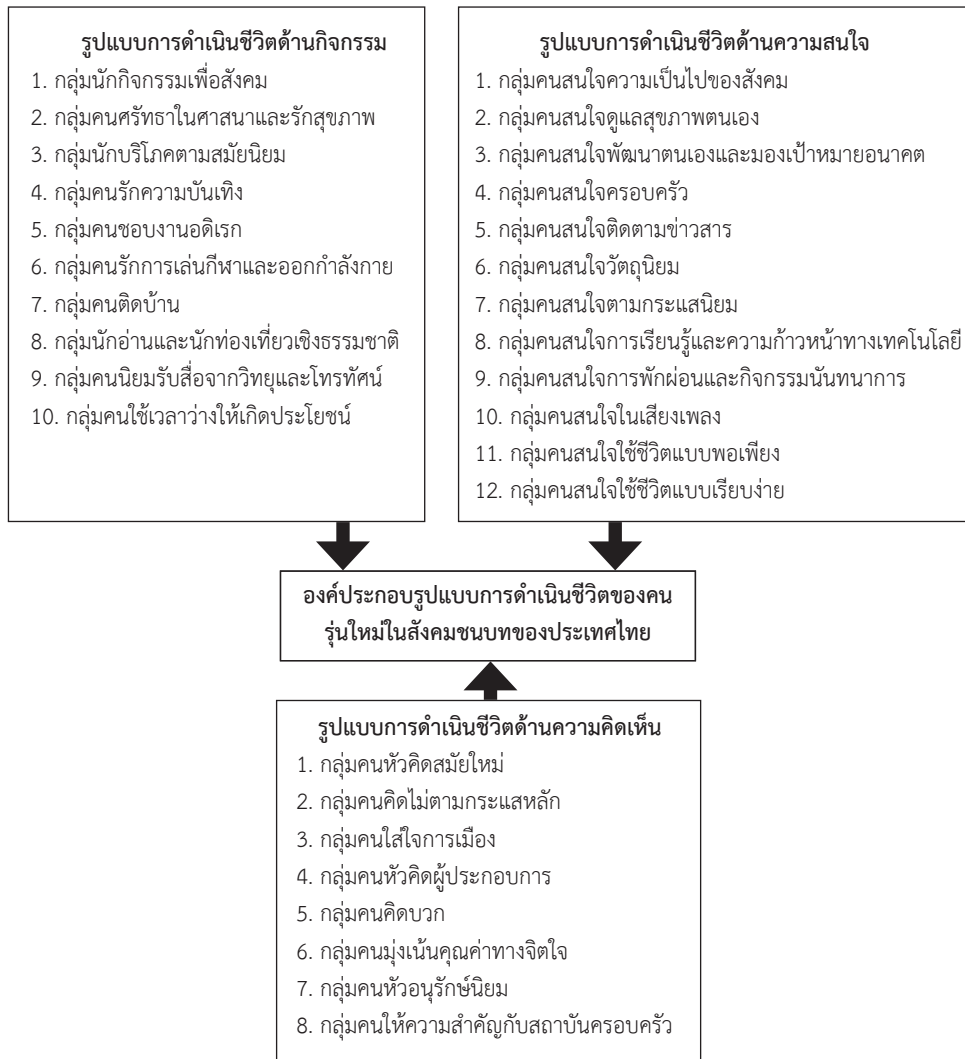 รูปแบบการดำเนินชีวิตด้านกิจกรรม
1. กลุ่มนักกิจกรรมเพื่อสังคม
2. กลุ่มคนศรัทธาในศาสนาและรักสุขภาพ
3. กลุ่มนักบริโภคตามสมัยนิยม
4. กลุ่มคนรักความบันเทิง
5. กลุ่มคนชอบงานอดิเรก
6. กลุ่มคนรักการเล่นกีฬาและออกกำลังกาย
7. กลุ่มคนติดบ้าน
8. กลุ่มนักอ่านและนักท่องเที่ยวเชิงธรรมชาติ
9. กลุ่มคนนิยมรับสื่อจากวิทยุและโทรทัศน์
10. กลุ่มคนใช้เวลาว่างให้เกิดประโยชน์
รูปแบบการดำเนินชีวิตด้านความสนใจ
1. กลุ่มคนสนใจความเป็นไปของสังคม
2. กลุ่มคนสนใจดูแลสุขภาพตนเอง
3. กลุ่มคนสนใจพัฒนาตนเองและมองเป้าหมายอนาคต
4. กลุ่มคนสนใจครอบครัว
5. กลุ่มคนสนใจติดตามข่าวสาร
6. กลุ่มคนสนใจวัตถุนิยม
7. กลุ่มคนสนใจตามกระแสนิยม
8. กลุ่มคนสนใจการเรียนรู้และความก้าวหน้าทางเทคโนโลยี
9. กลุ่มคนสนใจการพักผ่อนและกิจกรรมนันทนาการ
10. กลุ่มคนสนใจในเสียงเพลง
11. กลุ่มคนสนใจใช้ชีวิตแบบพอเพียง
12. กลุ่มคนสนใจใช้ชีวิตแบบเรียบง่าย
องค์ประกอบรูปแบบการดำเนินชีวิตของคน
รุ่นใหม่ในสังคมชนบทของประเทศไทย
รูปแบบการดำเนินชีวิตด้านความคิดเห็น
1. กลุ่มคนหัวคิดสมัยใหม่
2. กลุ่มคนคิดไม่ตามกระแสหลัก
3. กลุ่มคนใส่ใจการเมือง
4. กลุ่มคนหัวคิดผู้ประกอบการ
5. กลุ่มคนคิดบวก
6. กลุ่มคนมุ่งเน้นคุณค่าทางจิตใจ
7. กลุ่มคนหัวอนุรักษ์นิยม
8. กลุ่มคนให้ความสำคัญกับสถาบันครอบครัว